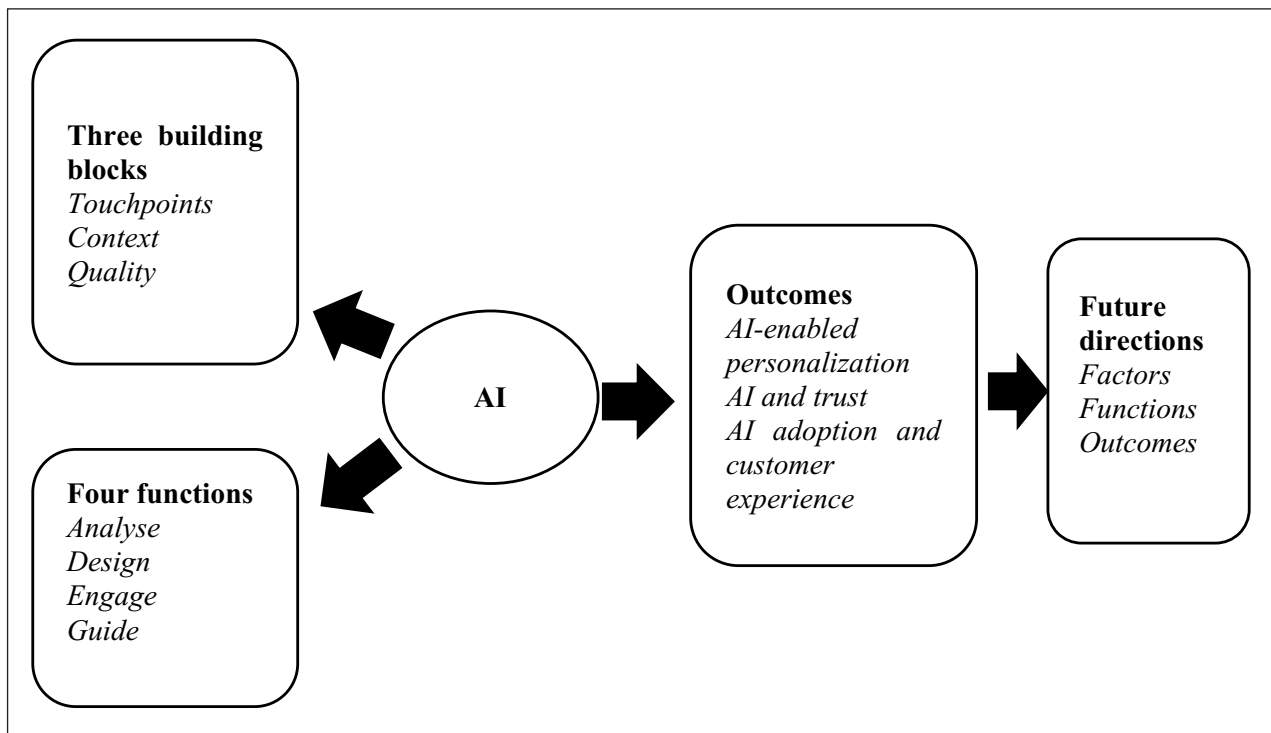 Three building
blocks
Touchpoints
Context
Quality
Four functions
Analyse
Design
Engage
Guide
AI
Outcomes
AI-enabled
personalization
AI and trust
AI adoption and
customer
experience
Future
directions
Factors
Functions
Outcomes